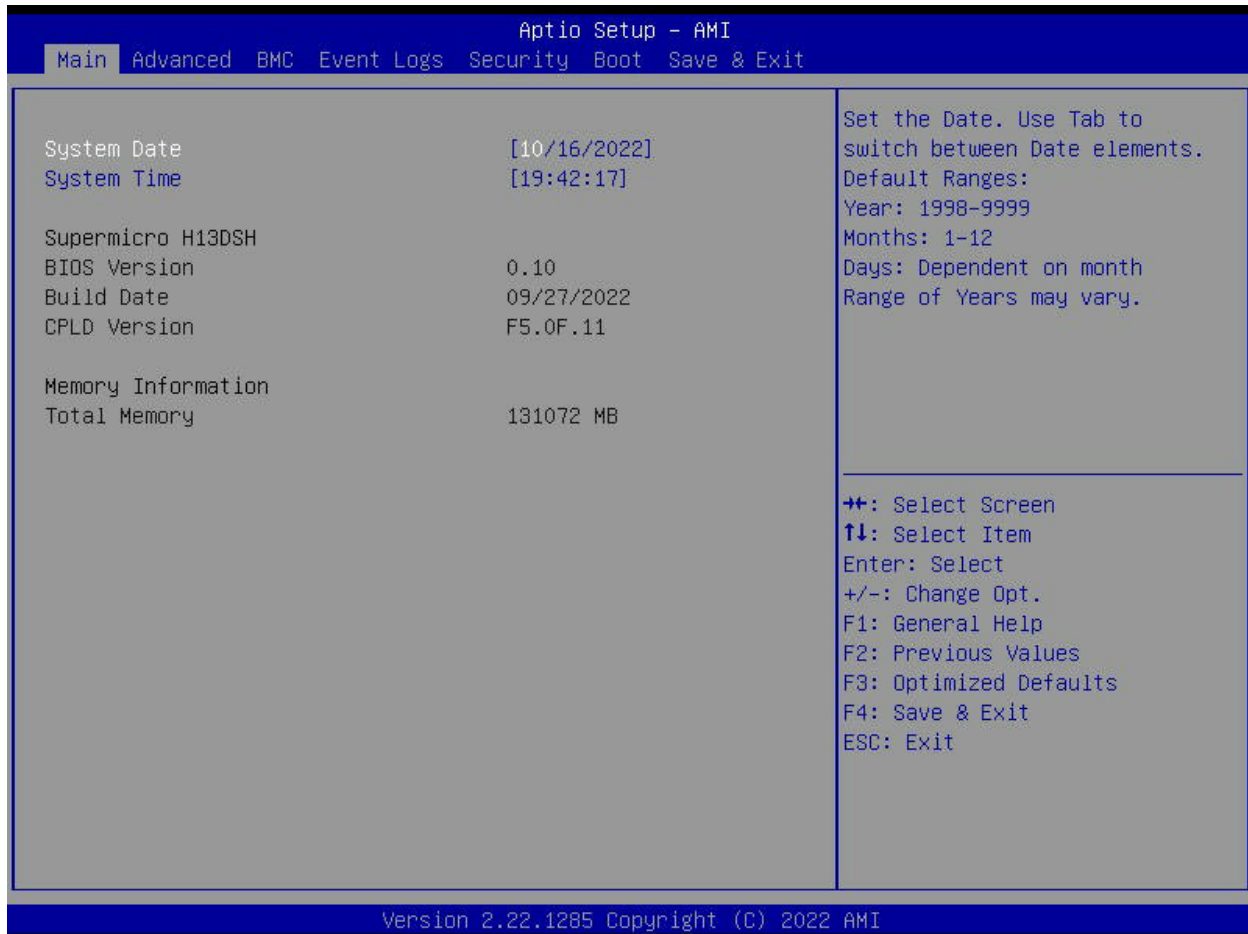 Aptio Setup – AMI
Main Advanced BMC Event Logs Security Boot Save & Exit
System Date [10/16/2022]
System Time [19:42:17]
Supermicro H13DSH
BIOS Version 0.10
Build Date 09/27/2022
CPLD Version F5.0F.11
Memory Information
Total Memory 131072 MB
Set the Date. Use Tab to
switch between Date elements.
Default Ranges:
Year: 1998-9999
Months: 1-12
Days: Dependent on month
Range of Years may vary.
→←: Select Screen
↑↓: Select Item
Enter: Select
+/-: Change Opt.
F1: General Help
F2: Previous Values
F3: Optimized Defaults
F4: Save & Exit
ESC: Exit
Version 2.22.1285 Copyright (C) 2022 AMI